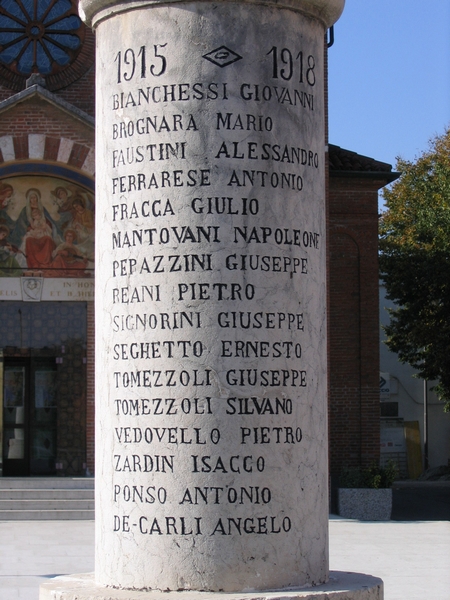 1915 1918
BIANCHESSI GIOVANNI
BROGNARA MARIO
FAUSTINI ALESSANDRO
FERRARESE ANTONIO
FRACCA GIULIO
MANTOVANI NAPOLEONE
PERAZZINI GIUSEPPE
REANI PIETRO
SIGNORINI GIUSEPPE
SEGHETTO ERNESTO
TOMEZZOLI GIUSEPPE
TOMEZZOLI SILVANO
VEDOVELLO PIETRO
ZARDIN ISACCO
PONSO ANTONIO
DE-CARLI ANGELO